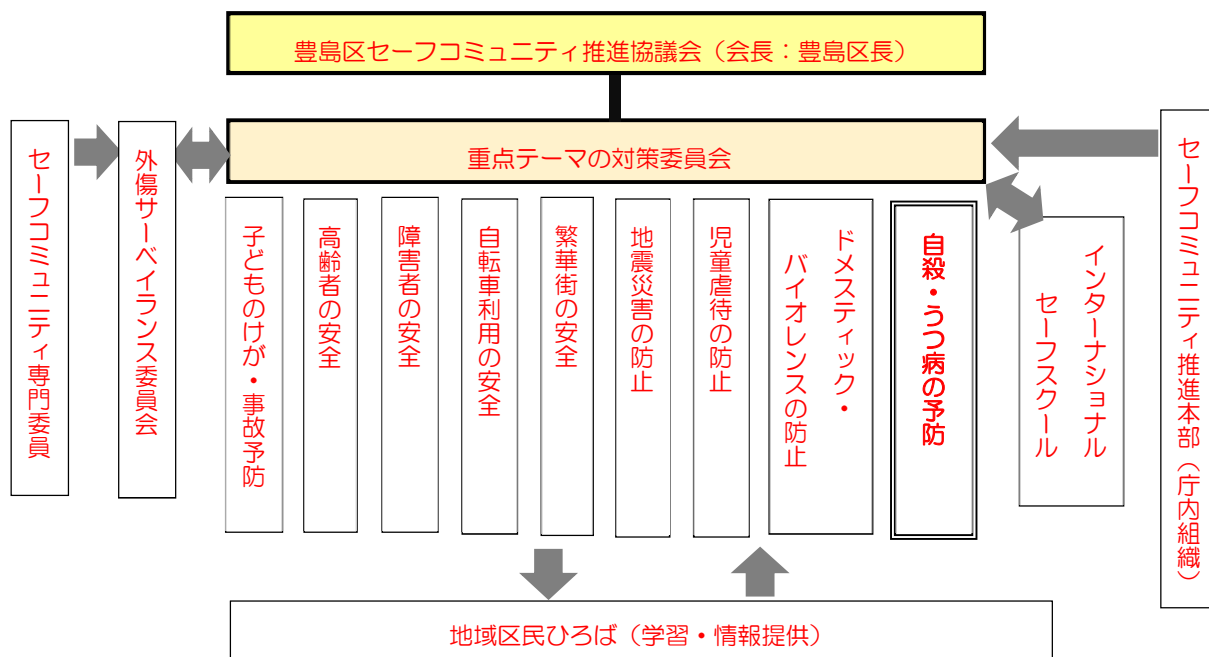 豊島区セーフコミュニティ推進協議会（会長：豊島区長）
重点テーマの対策委員会
セーフコミュニティ専門委員
外傷サーベイランス委員会
子どものけが・事故予防
高齢者の安全
障害者の安全
自転車利用の安全
繁華街の安全
地震災害の防止
児童虐待の防止
ドメスティック・
バイオレンスの防止
自殺・うつ病の予防
インターナショナル
セーフスクール
セーフコミュニティ推進本部（庁内組織）
地域区民ひろば（学習・情報提供）